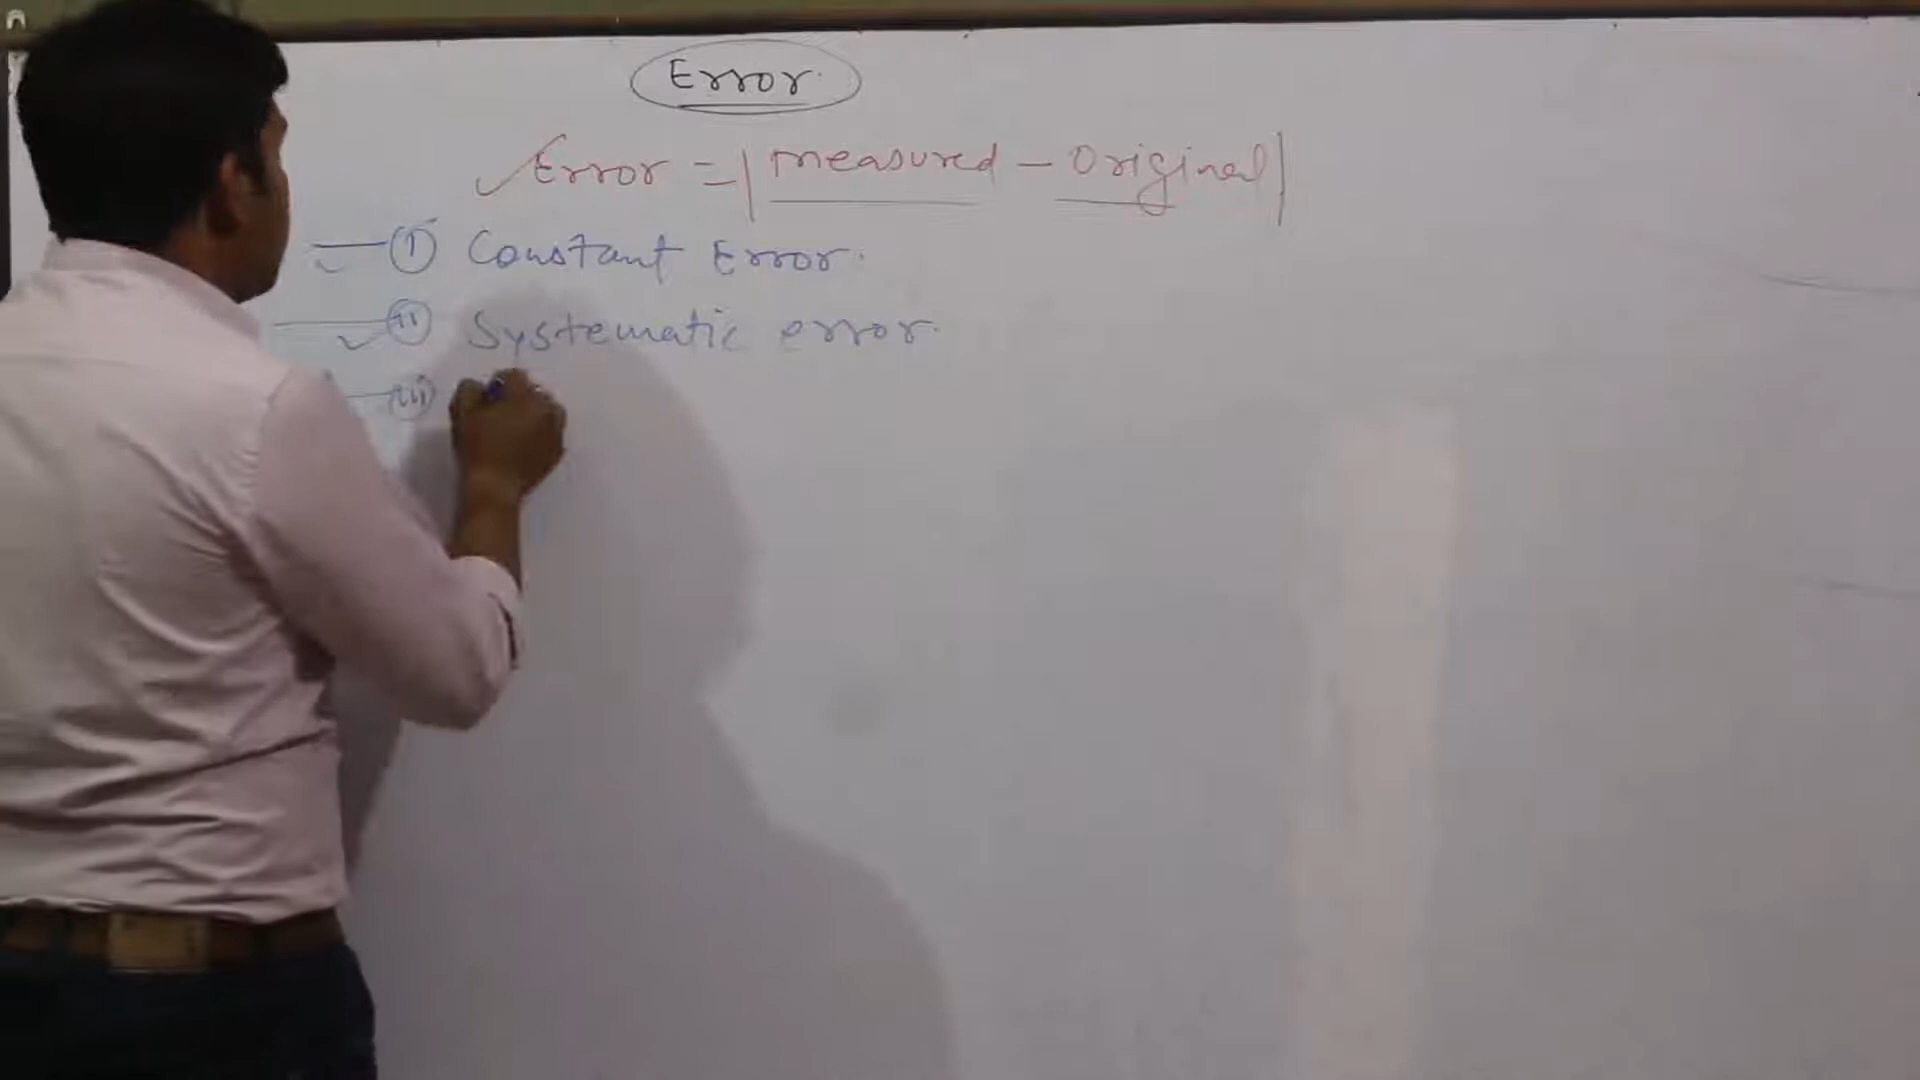 Error.
✓ Error = | measured - Original |
(i) Constant Error.
(ii) Systematic error.
(iii)